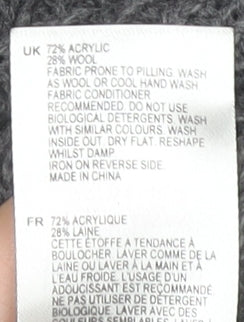 UK 72% ACRYLIC
28% WOOL
FABRIC PRONE TO PILLING. WASH
AS WOOL OR COOL HAND WASH
FABRIC CONDITIONER
RECOMMENDED. DO NOT USE
BIOLOGICAL DETERGENTS. WASH
WITH SIMILAR COLOURS. WASH
INSIDE OUT. DRY FLAT. RESHAPE
WHILST DAMP
IRON ON REVERSE SIDE.
MADE IN CHINA
FR 72% ACRYLIQUE
28% LAINE
CETTE ÉTOFFE A TENDANCE À
BOULOCHER. LAVER COMME DE LA
LAINE OU LAVER À LA MAIN ET À
L'EAU FROIDE. L'USAGE D'UN
ADOUCISSANT EST RECOMMANDÉ
NE PAS UTILISER DE DÉTERGENT
BIOLOGIQUE. LAVER AVEC DES
COULEURS SEMBLABLES. LAVER À